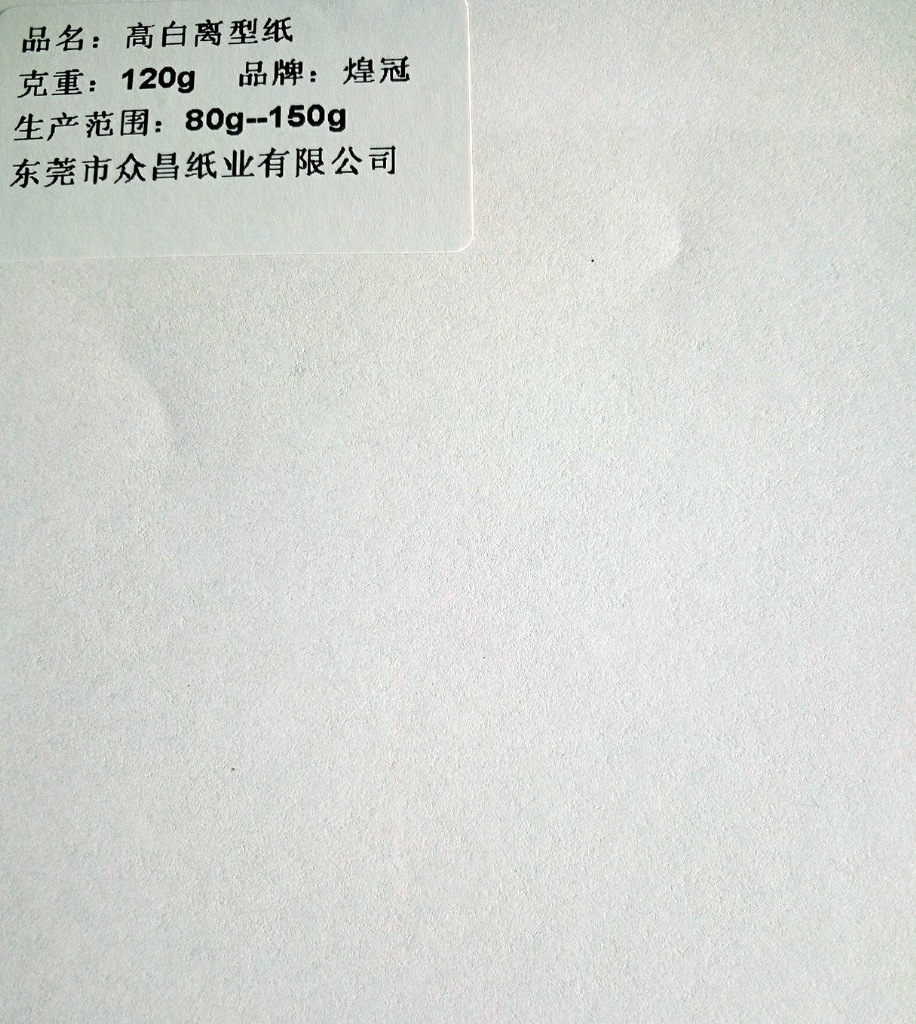 品名：高白离型纸
克重：120g 品牌：煌冠
生产范围：80g--150g
东莞市众昌纸业有限公司